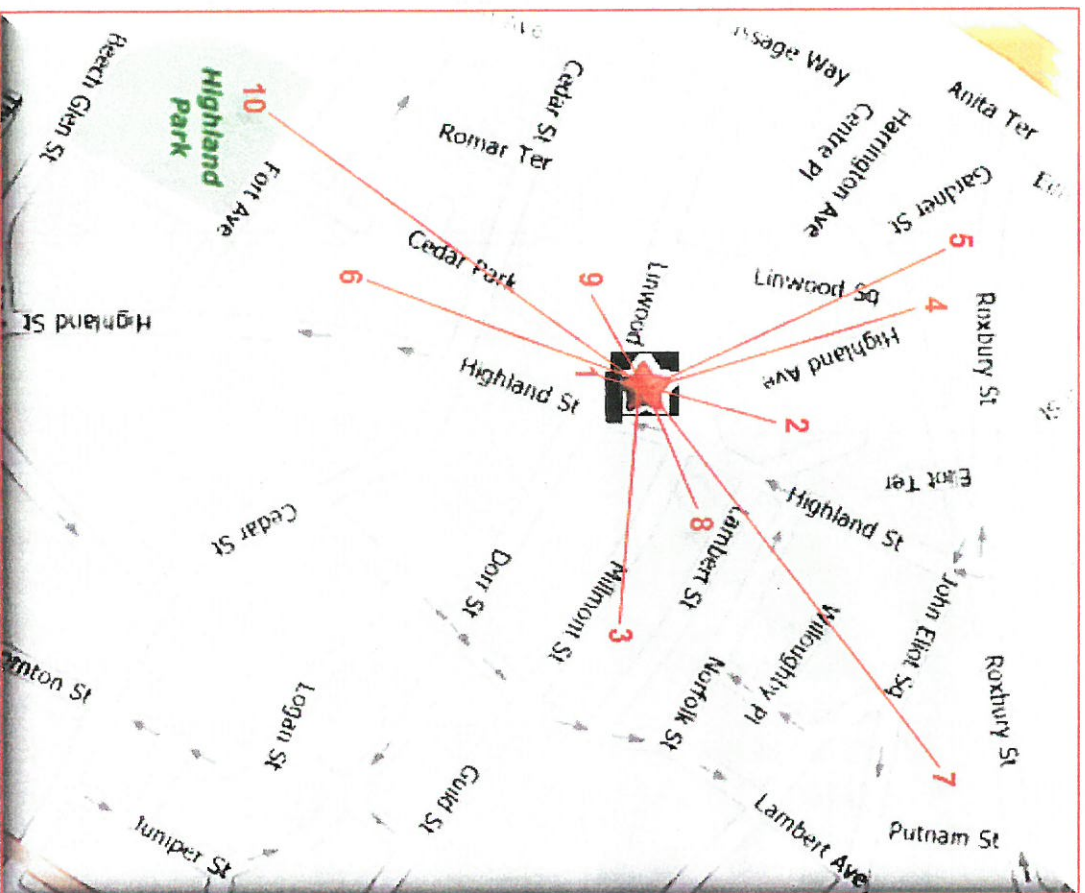 Anita Ter
Harrington Ave
Centre Pl
Gardner St
Cedar St
Romar Ter
Beech Glen St
Highland
Park
Fort Ave
10
5
4
Linwood Sq
Roxbury St
Highland Ave
Linwood
9
Cedar Park
6
1
Highland St
Highland St
2
8
Eliot Ter
Highland St
Lambert St
John Eliot Sq
Willoughby Pl
Norfolk St
3
Millmont St
Dorr St
Cedar St
Logan St
Guild St
Juniper St
Roxbury St
7
Putnam St
Lambert Ave